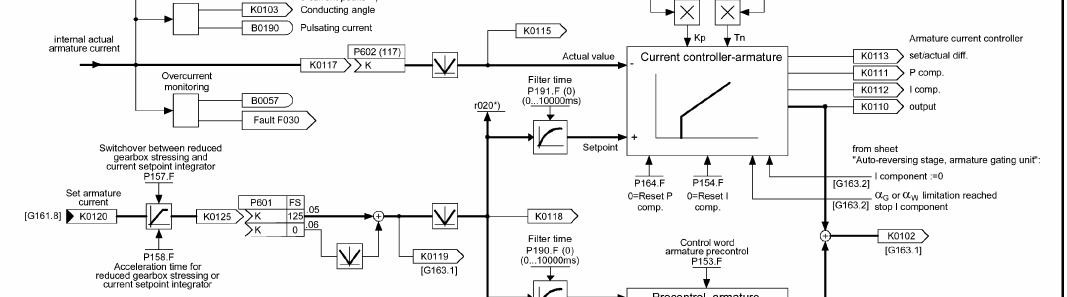 K0103
Conducting angle
B0190
Pulsating current
internal actual
armature current
K0117
P602 (117)
K
K0115
Actual value
Overcurrent
monitoring
B0057
Fault F030
Filter time
P191.F (0)
(0...10000ms)
r020*)
Setpoint
Kp
Tn
Current controller-armature
-
+
Armature current controller
K0113
set/actual diff.
K0111
P comp.
K0112
I comp.
K0110
output
P164.F
0=Reset P
comp.
P154.F
0=Reset I
comp.
from sheet
"Auto-reversing stage, armature gating unit":
[G163.2]
I component :=0
[G163.2]
αG or αW limitation reached
stop I component
Switchover between reduced
gearbox stressing and
current setpoint integrator
P157.F
Set armature
current
[G161.8]
K0120
K0125
P601
FS
K
125
.05
K
0
.06
+
P158.F
Acceleration time for
reduced gearbox stressing or
current setpoint integrator
K0119
[G163.1]
K0118
Filter time
P190.F (0)
(0...10000ms)
Control word
armature precontrol
P153.F
+
K0102
[G163.1]
Precontrol -armature